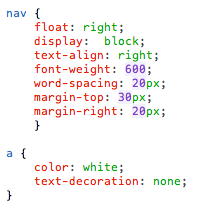 nav {
    float: right;
    display:  block;
    text-align: right;
    font-weight: 600;
    word-spacing: 20px;
    margin-top: 30px;
    margin-right: 20px;
    }

a {
    color: white;
    text-decoration: none;
}